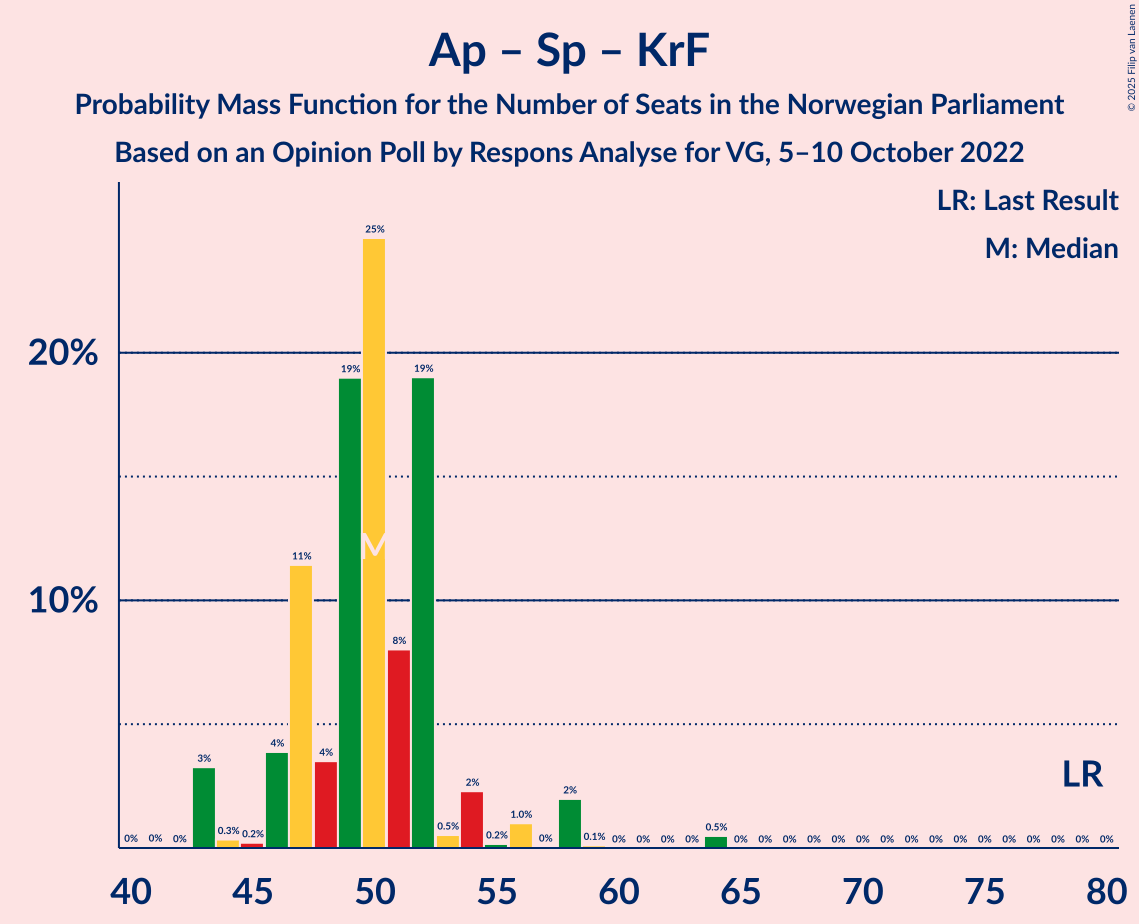 Ap – Sp – KrF
Probability Mass Function for the Number of Seats in the Norwegian Parliament
Based on an Opinion Poll by Respons Analyse for VG, 5–10 October 2022
© 2025 Filip van Laenen
LR: Last Result
M: Median
20%
10%
0% 0% 0% 3% 0.3% 0.2% 4% 11% 4% 19% 25% 8% 19% 0.5% 2% 0.2% 1.0% 0% 2% 0.1% 0% 0% 0% 0% 0.5% 0% 0% 0% 0% 0% 0% 0% 0% 0% 0% 0% 0% 0% 0% 0% 0%
M
LR
40 45 50 55 60 65 70 75 80